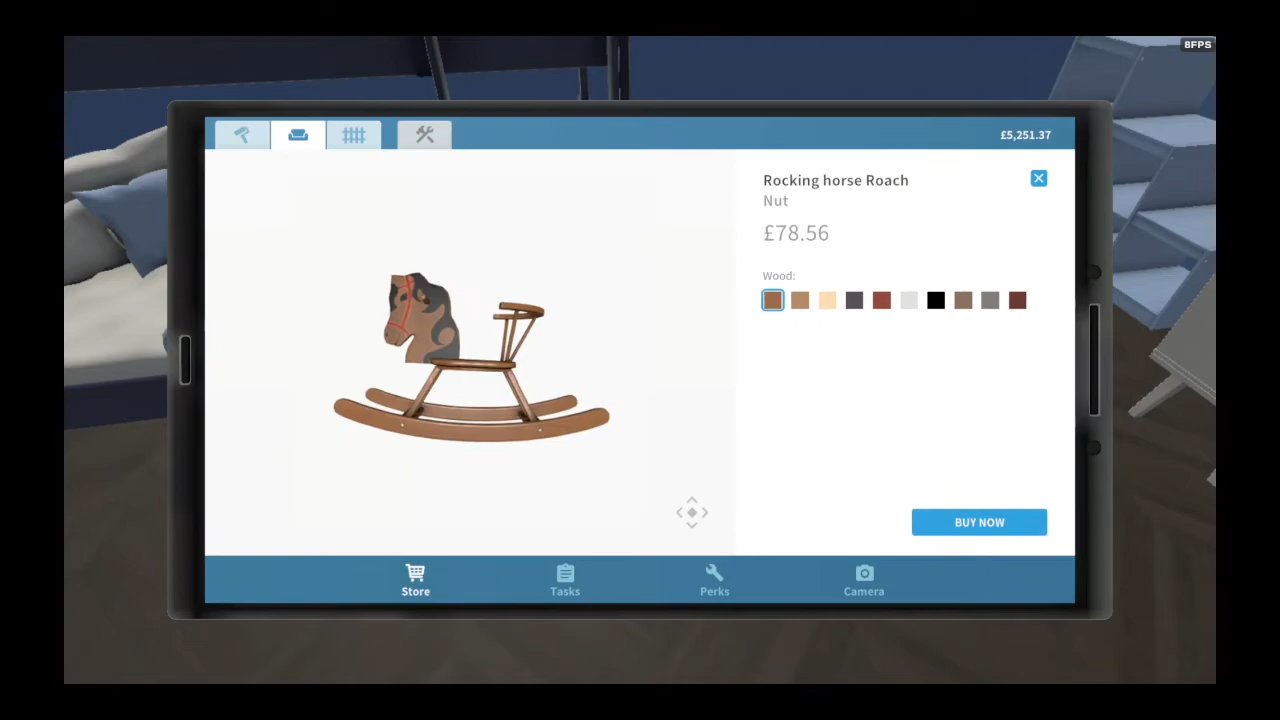 8FPS
£5,251.37
Rocking horse Roach
Nut
£78.56
Wood:
BUY NOW
Store
Tasks
Perks
Camera